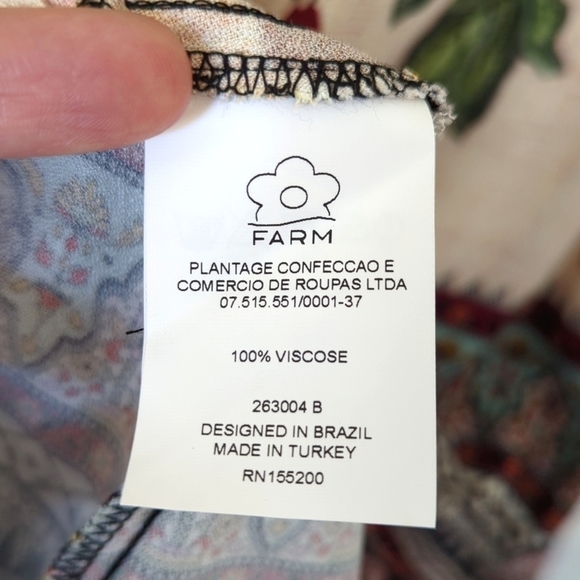 FARM
PLANTAGE CONFECCAO E
COMERCIO DE ROUPAS LTDA
07.515.551/0001-37
100% VISCOSE
263004 B
DESIGNED IN BRAZIL
MADE IN TURKEY
RN155200